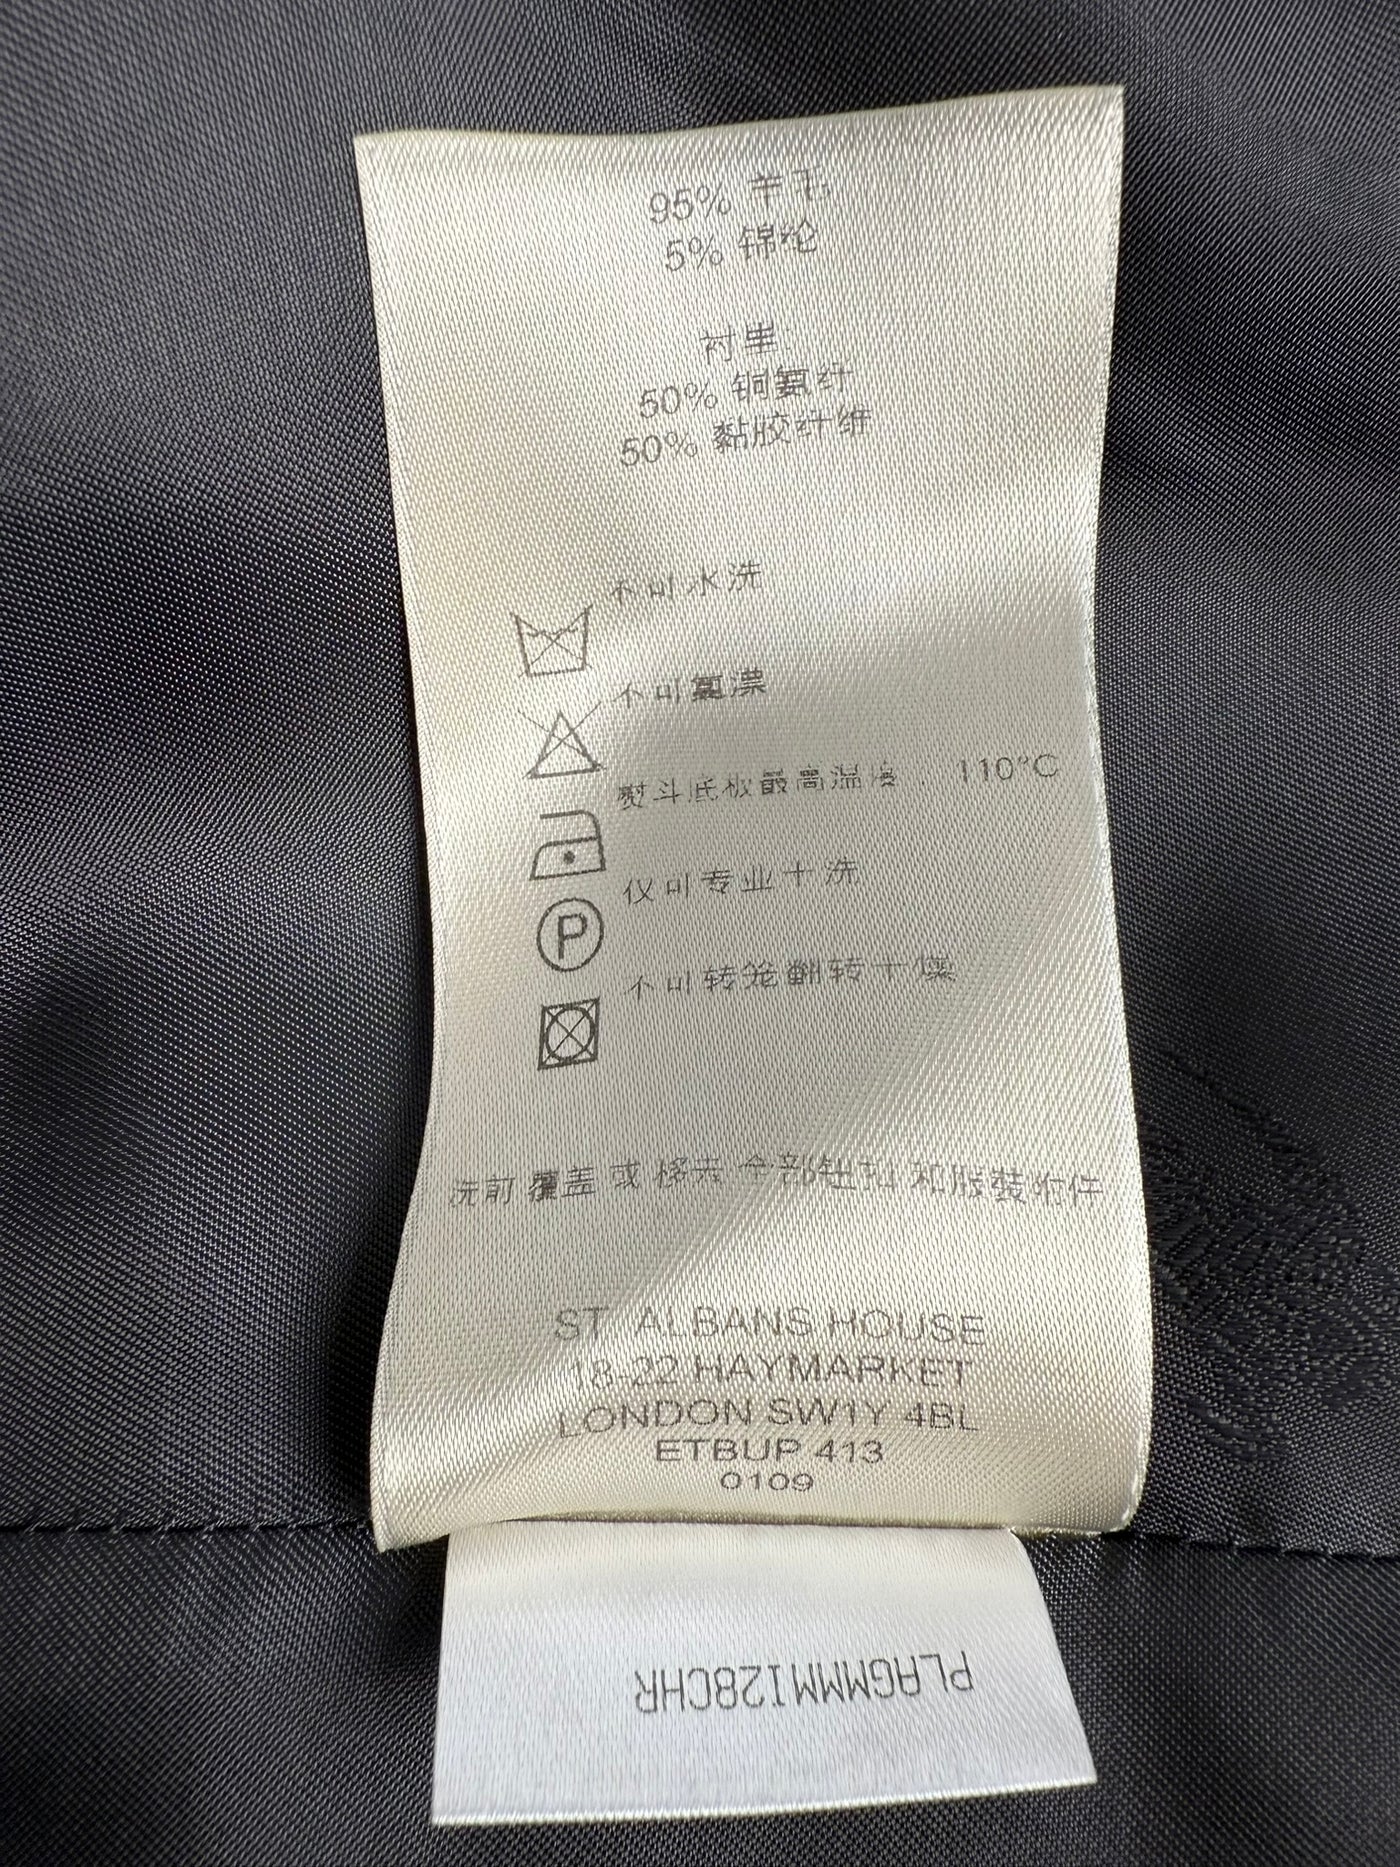 95% 羊毛
5% 锦纶
衬里
50% 铜氨纤
50% 黏胶纤维
不可水洗
不可氯漂
熨斗底板最高温度 110°C
仅可专业干洗
P
不可转笼翻转干燥
洗前覆盖或移去全部钮扣和服装附件
ST. ALBANS HOUSE
18-22 HAYMARKET
LONDON SW1Y 4BL
ETBUP 413
0109
PLAGMMM128CHR